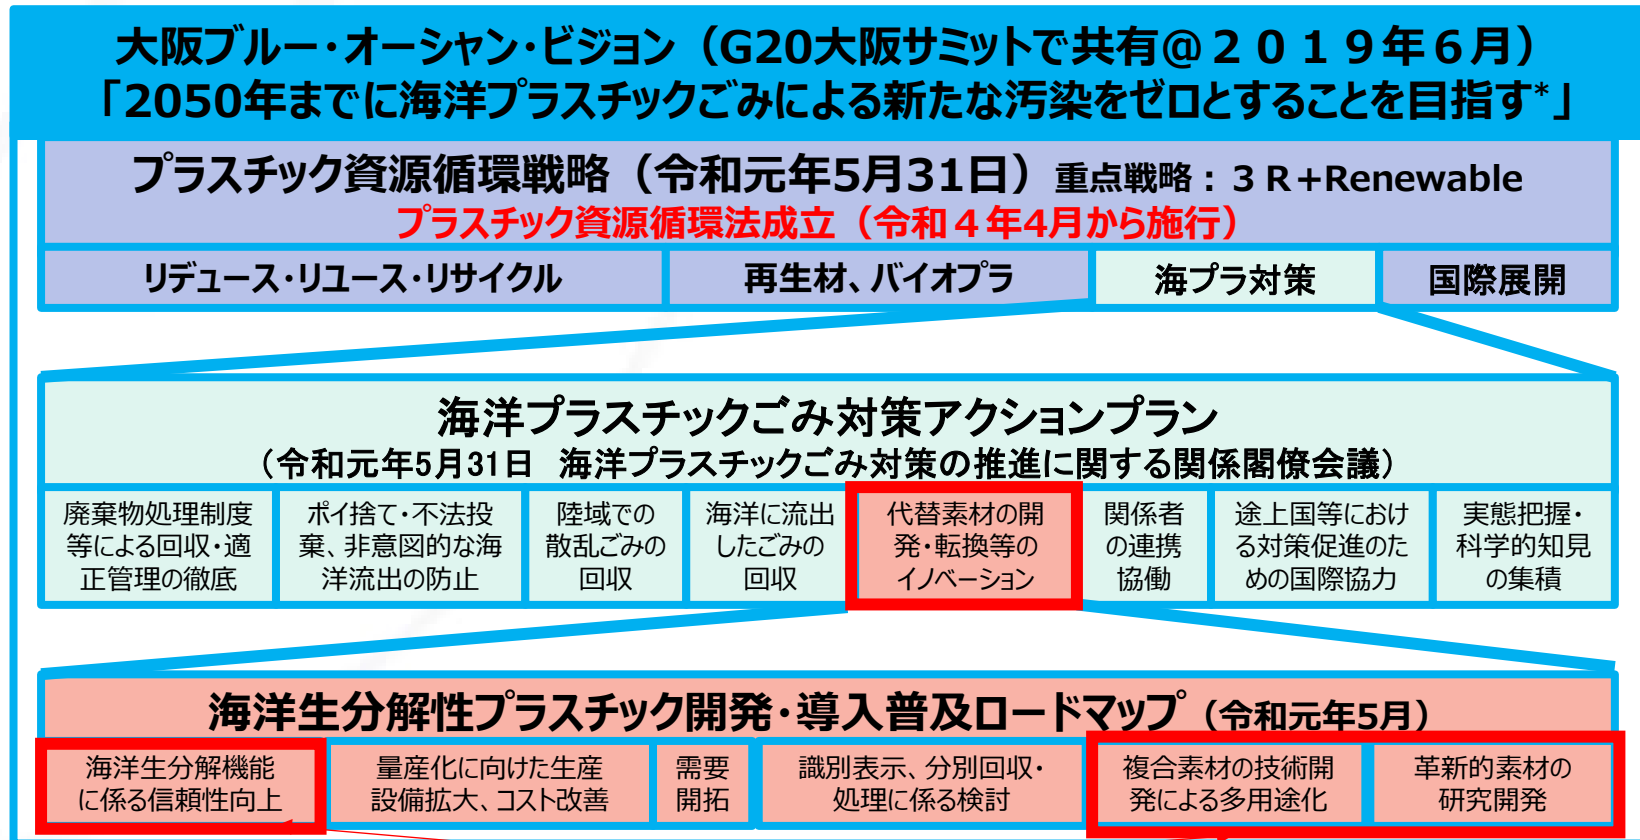 大阪ブルー・オーシャン・ビジョン（G20大阪サミットで共有@２０１９年６月）
「2050年までに海洋プラスチックごみによる新たな汚染をゼロとすることを目指す*」
プラスチック資源循環戦略（令和元年5月31日）重点戦略：３Ｒ+Renewable
プラスチック資源循環法成立（令和４年4月から施行）
リデュース・リユース・リサイクル
再生材、バイオプラ
海プラ対策
国際展開
海洋プラスチックごみ対策アクションプラン
（令和元年5月31日　海洋プラスチックごみ対策の推進に関する関係閣僚会議）
廃棄物処理制度
等による回収・適
正管理の徹底
ポイ捨て・不法投
棄、非意図的な海
洋流出の防止
陸域での
散乱ごみの
回収
海洋に流出
したごみの
回収
代替素材の開
発・転換等の
イノベーション
関係者
の連携
協働
途上国等におけ
る対策促進のた
めの国際協力
実態把握・
科学的知見
の集積
海洋生分解性プラスチック開発・導入普及ロードマップ（令和元年5月）
海洋生分解機能
に係る信頼性向上
量産化に向けた生産
設備拡大、コスト改善
需要
開拓
識別表示、分別回収・
処理に係る検討
複合素材の技術開
発による多用途化
革新的素材の
研究開発